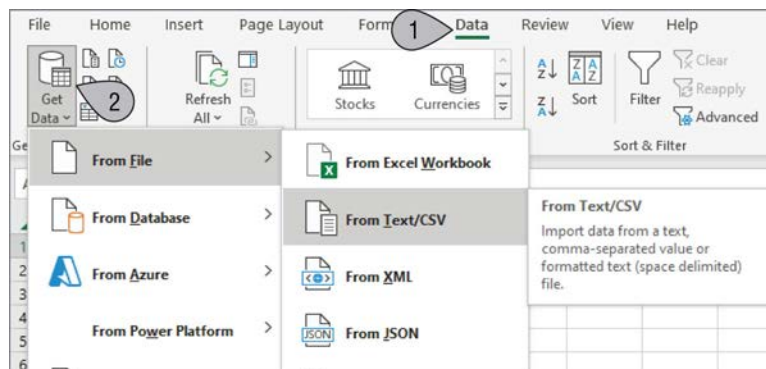 File Home Insert Page Layout Form 1 Data Review View Help
Get
Data
2
Refresh
All
Stocks
Currencies
Sort
Filter
Clear
Reapply
Advanced
Ge
Sort & Filter
From File
From Database
From Azure
From Power Platform
From Excel Workbook
From Text/CSV
From XML
JSON
From JSON
From Text/CSV
Import data from a text,
comma-separated value or
formatted text (space delimited)
file.
1
2
3
4
5
6